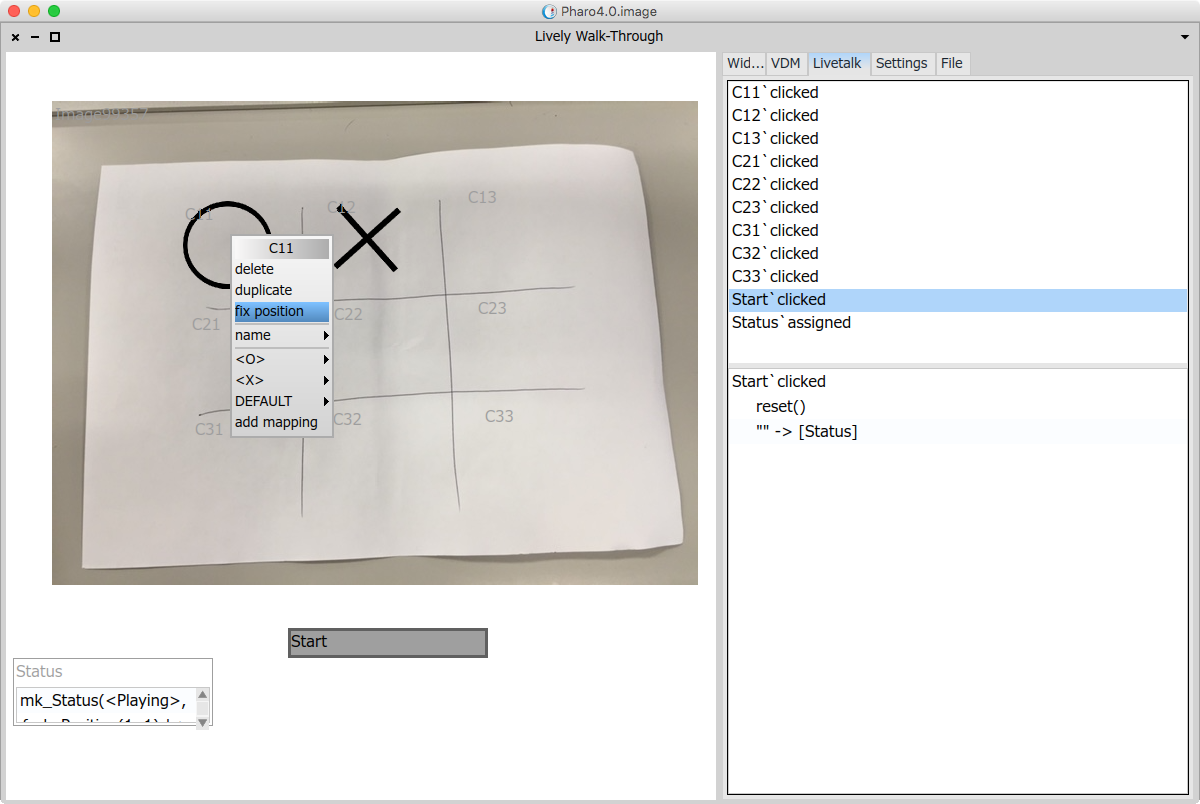 Pharo4.0.image
Lively Walk-Through
Wid... VDM Livetalk Settings File
C11 C12 C13
C21 C22 C23
C31 C32 C33
C11
delete
duplicate
fix position
name
<O>
<X>
DEFAULT
add mapping
Start
Status
mk_Status(<Playing>,
C11`clicked
C12`clicked
C13`clicked
C21`clicked
C22`clicked
C23`clicked
C31`clicked
C32`clicked
C33`clicked
Start`clicked
Status`assigned
Start`clicked
reset()
"" -> [Status]